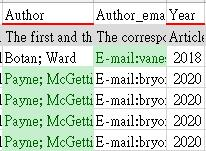 Author Author_ema Year
The first and th The correspo Article
Botan; Ward E-mail:vanes 2018
Payne; McGetti E-mail:bryo 2020
Payne; McGetti E-mail:bryo 2020
Payne; McGetti E-mail:bryo 2020
Payne; McGetti E-mail:bryo 2020